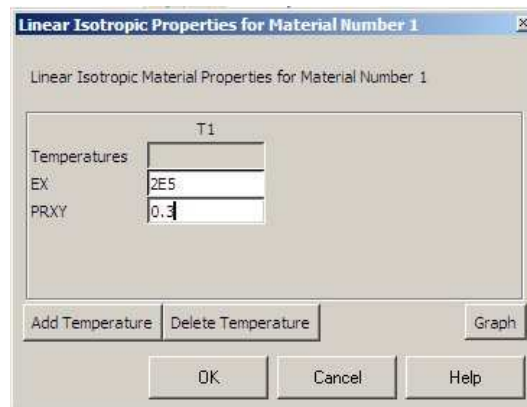 Linear Isotropic Properties for Material Number 1
Linear Isotropic Material Properties for Material Number 1
T1
Temperatures
EX 2E5
PRXY 0.3
Add Temperature Delete Temperature Graph
OK Cancel Help